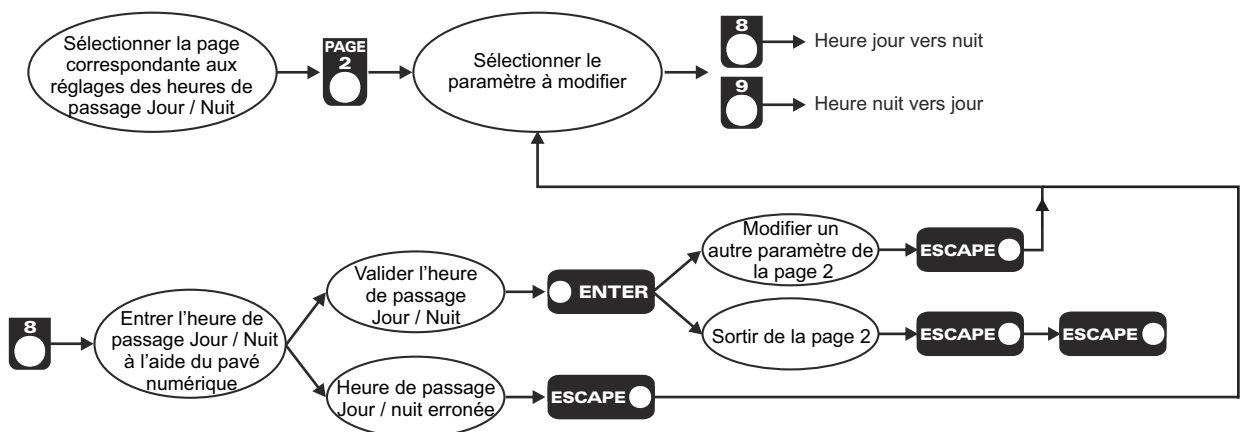 Sélectionner la page
correspondante aux
réglages des heures de
passage Jour / Nuit
PAGE
2
Sélectionner le
paramètre à modifier
8
Heure jour vers nuit
9
Heure nuit vers jour
8
Entrer l'heure de
passage Jour / Nuit
à l'aide du pavé
numérique
Valider l'heure
de passage
Jour / Nuit
ENTER
Modifier un
autre paramètre de
la page 2
ESCAPE
Sortir de la page 2
ESCAPE
ESCAPE
Heure de passage
Jour / nuit erronée
ESCAPE